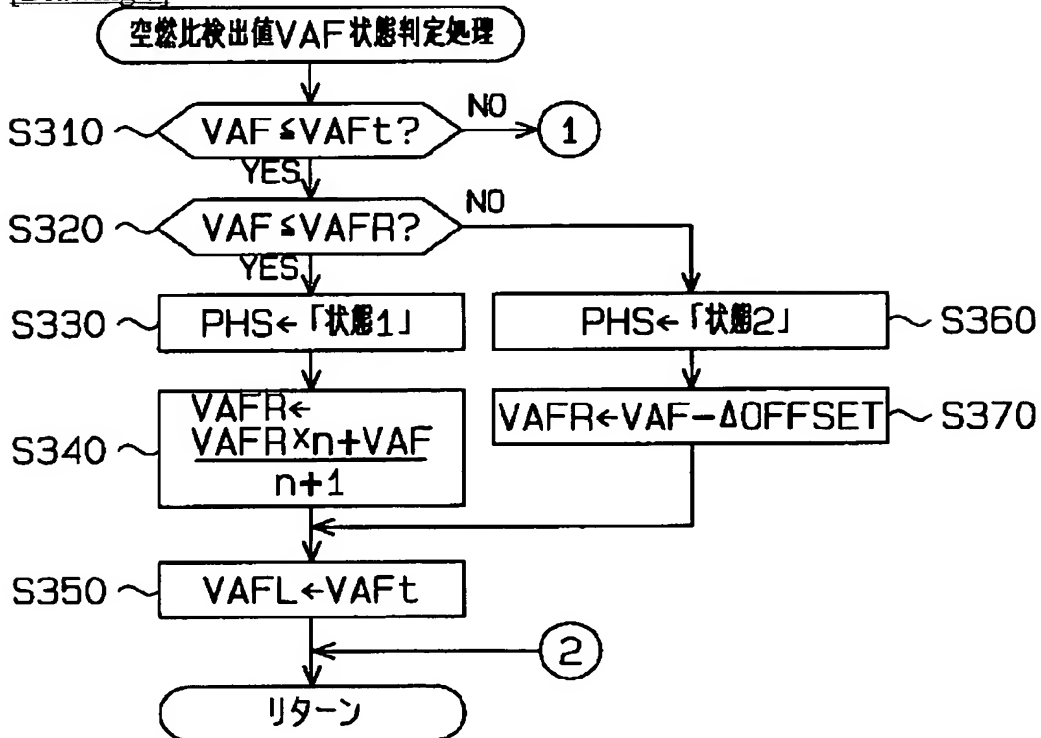 空燃比検出値VAF状態判定処理
S310
VAF≦VAFt?
NO
1
YES
S320
VAF≦VAFR?
NO
YES
S330
PHS←「状態1」
PHS←「状態2」
S360
S340
VAFR←
VAFR×n+VAF
n+1
VAFR←VAF−ΔOFFSET
S370
S350
VAFL←VAFt
2
リターン